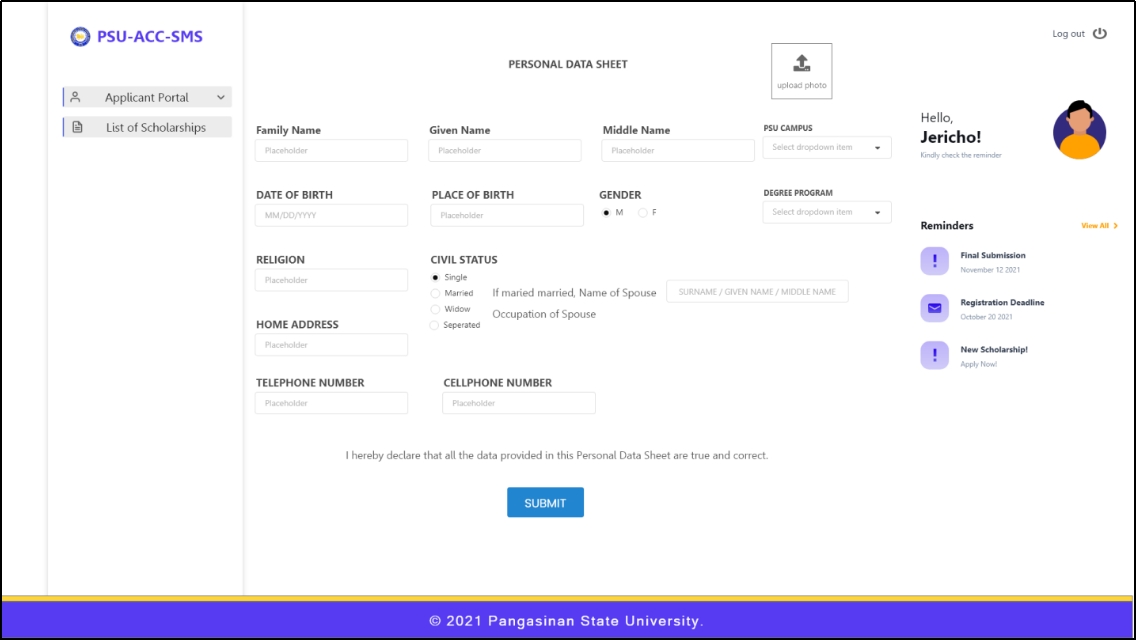 PSU-ACC-SMS
Applicant Portal
List of Scholarships
PERSONAL DATA SHEET
upload photo
Log out
Family Name
Placeholder
Given Name
Placeholder
Middle Name
Placeholder
PSU CAMPUS
Select dropdown item
DATE OF BIRTH
MM/DD/YYYY
PLACE OF BIRTH
Placeholder
GENDER
M
F
DEGREE PROGRAM
Select dropdown item
RELIGION
Placeholder
CIVIL STATUS
Single
Married
Widow
Seperated
If maried married, Name of Spouse
SURNAME / GIVEN NAME / MIDDLE NAME
Occupation of Spouse
HOME ADDRESS
Placeholder
TELEPHONE NUMBER
Placeholder
CELLPHONE NUMBER
Placeholder
I hereby declare that all the data provided in this Personal Data Sheet are true and correct.
SUBMIT
Hello,
Jericho!
Kindly check the reminder
Reminders
View All
Final Submission
November 12 2021
Registration Deadline
October 20 2021
New Scholarship!
Apply Now!
© 2021 Pangasinan State University.